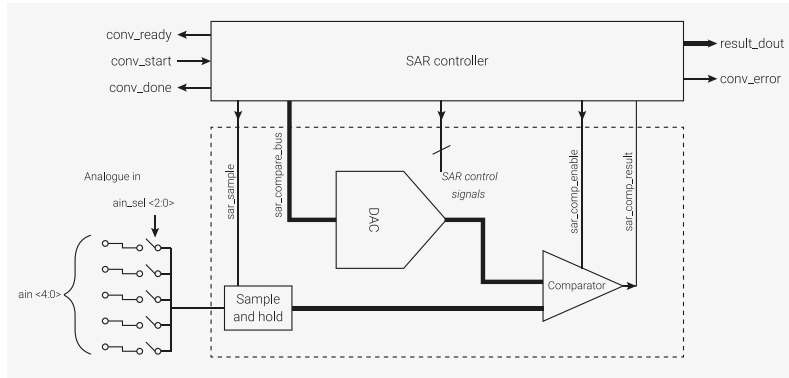 conv_ready
conv_start
conv_done
SAR controller
result_dout
conv_error
sar_sample
sar_compare_bus
SAR control
signals
sar_comp_enable
sar_comp_result
Analogue in
ain_sel <2:0>
DAC
ain <4:0>
Sample
and hold
Comparator